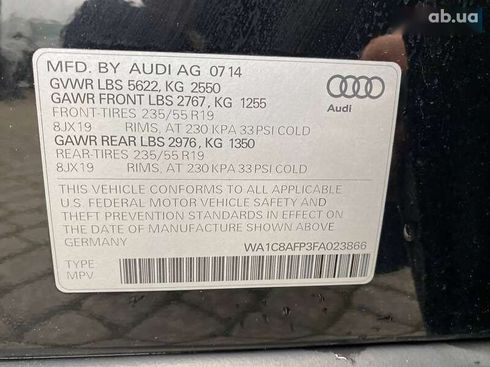 av.ua
MFD. BY AUDI AG 07 14
GVWR LBS 5622, KG 2550
GAWR FRONT LBS 2767, KG 1255
FRONT-TIRES 235/55 R19
8JX19 RIMS, AT 230 KPA 33 PSI COLD
GAWR REAR LBS 2976, KG 1350
REAR-TIRES 235/55 R19
8JX19 RIMS, AT 230 KPA 33 PSI COLD
Audi
THIS VEHICLE CONFORMS TO ALL APPLICABLE
U.S. FEDERAL MOTOR VEHICLE SAFETY AND
THEFT PREVENTION STANDARDS IN EFFECT ON
THE DATE OF MANUFACTURE SHOWN ABOVE
GERMANY WA1C8AFP3FA023866
TYPE
MPV